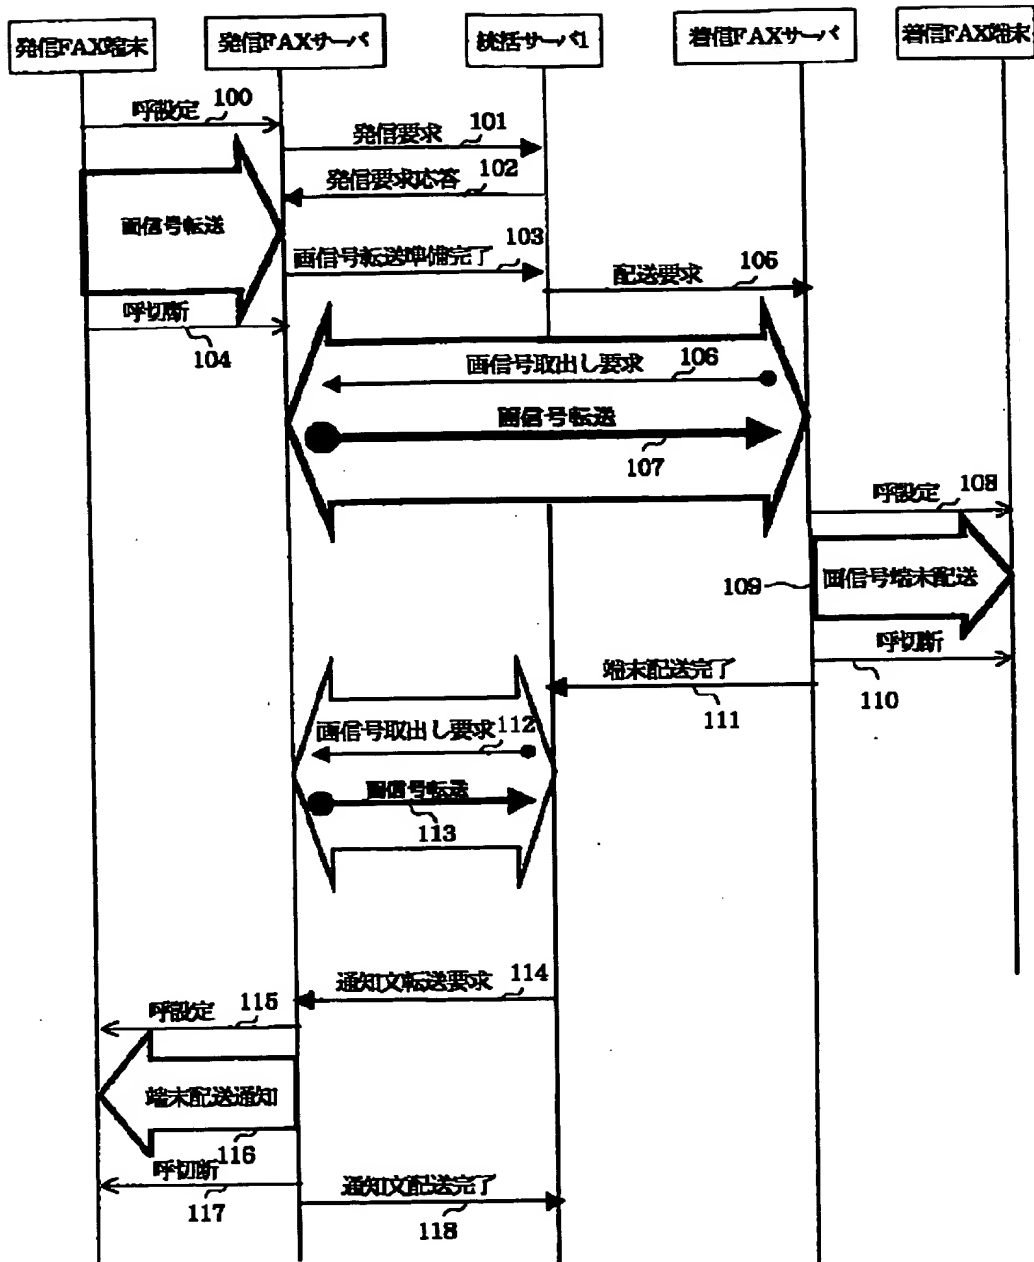 発信FAX端末
発信FAXサーバ
統括サーバ1
着信FAXサーバ
着信FAX端末
呼設定
100
発信要求
101
発信要求応答
102
画信号転送
画信号転送準備完了
103
配送要求
105
呼切断
104
画信号取出し要求
106
画信号転送
107
呼設定
108
109
画信号端末配送
呼切断
110
端末配送完了
111
画信号取出し要求
112
画信号転送
113
通知文転送要求
114
呼設定
115
端末配送通知
116
呼切断
117
通知文配送完了
118